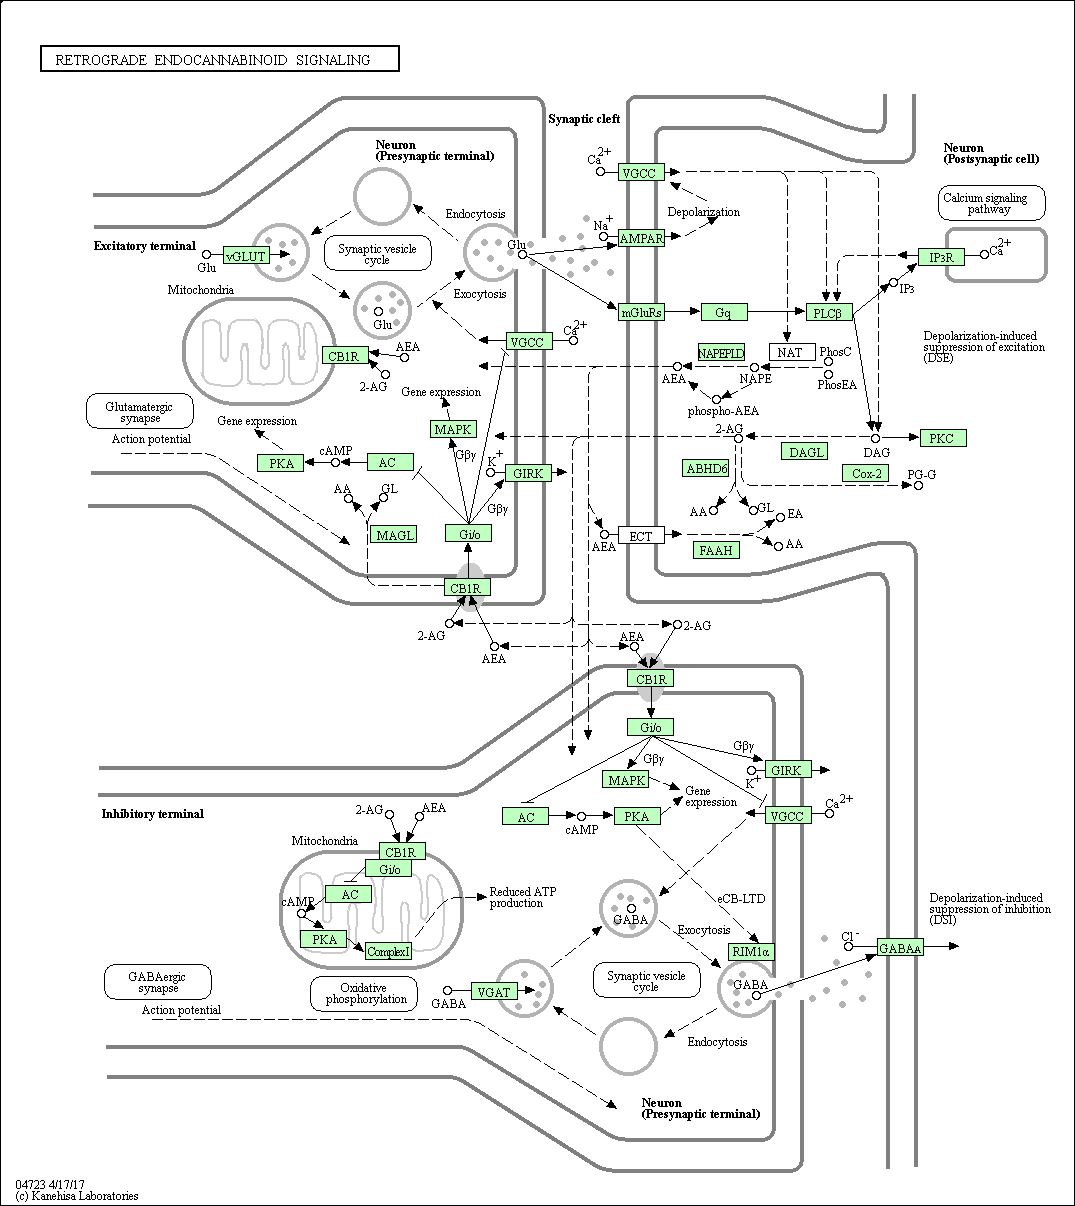 RETROGRADE ENDOCANNABINOID SIGNALING
Synaptic cleft
Neuron
(Presynaptic terminal)
Neuron
(Postsynaptic cell)
Ca2+
VGCC
Calcium signaling
pathway
Depolarization
Endocytosis
Na+
AMPAR
Excitatory terminal
Glu
vGLUT
Synaptic vesicle
cycle
Glu
IP3R
Ca2+
Mitochondria
Exocytosis
IP3
Glu
mGluRs
Gq
PLCβ
Ca2+
VGCC
Depolarization-induced
suppression of excitation
(DSE)
CB1R
AEA
2-AG
NAPEPLD
NAT
PhosC
AEA
NAPE
PhosEA
phospho-AEA
Gene expression
Glutamatergic
synapse
Gene expression
MAPK
Action potential
Gβγ
2-AG
DAG
PKC
DAGL
PKA
cAMP
AC
K+
GIRK
ABHD6
Cox-2
PG-G
AA
GL
Gβγ
AA
GL
EA
MAGL
Gi/o
AEA
ECT
FAAH
AA
CB1R
2-AG
AEA
AEA
2-AG
CB1R
Gi/o
Gβγ
Gβγ
GIRK
K+
MAPK
Gene
expression
Inhibitory terminal
2-AG
AEA
AC
cAMP
PKA
VGCC
Ca2+
Mitochondria
CB1R
Gi/o
AC
cAMP
Reduced ATP
production
eCB-LTD
GABA
Depolarization-induced
suppression of inhibition
(DSI)
PKA
ComplexI
Exocytosis
RIM1α
Cl-
GABAA
GABAergic
synapse
Oxidative
phosphorylation
GABA
VGAT
Synaptic vesicle
cycle
GABA
Action potential
Endocytosis
Neuron
(Presynaptic terminal)
04723 4/17/17
(c) Kanehisa Laboratories